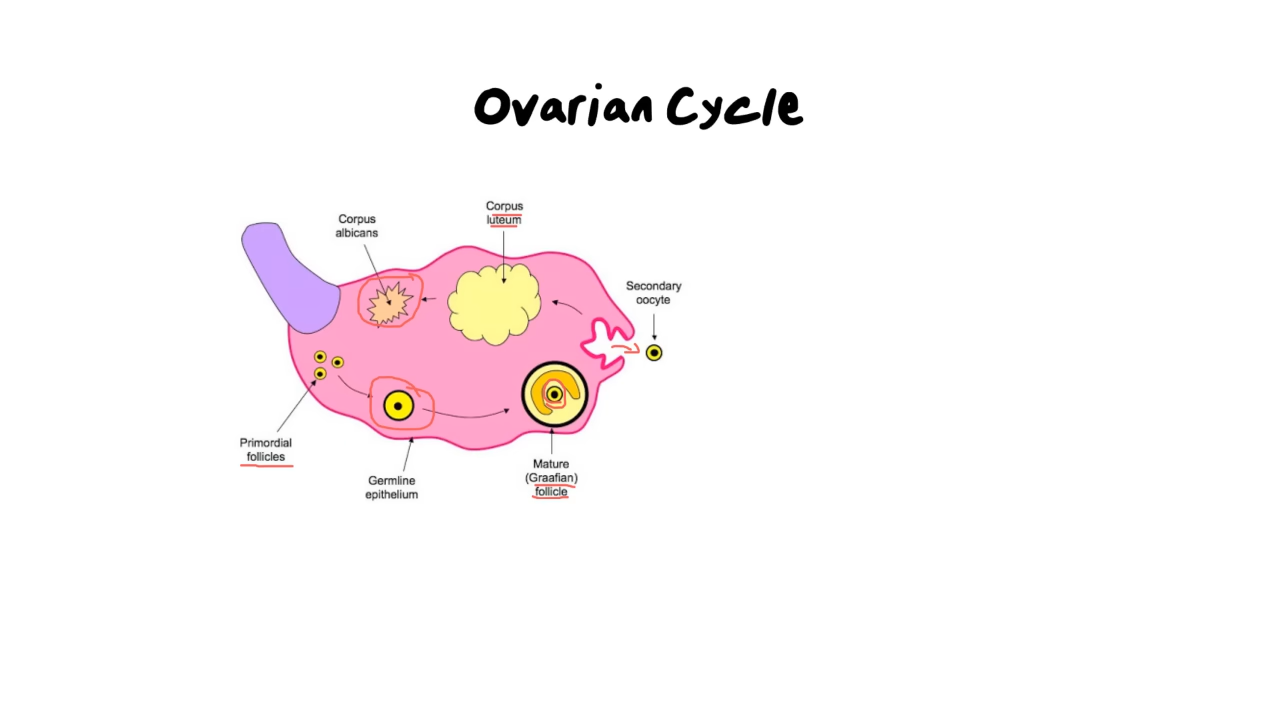 Ovarian Cycle
Corpus
luteum
Corpus
albicans
Secondary
oocyte
Primordial
follicles
Germline
epithelium
Mature
(Graafian)
follicle